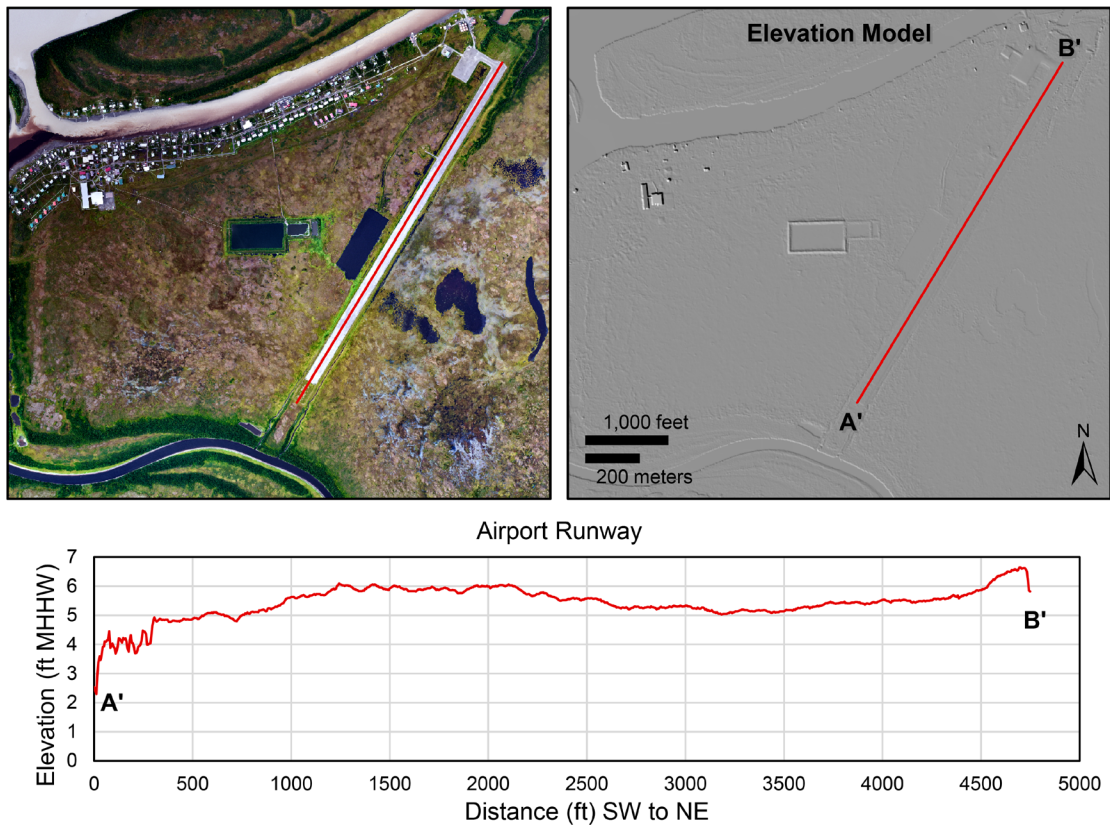 Elevation Model
B'
A'
1,000 feet
200 meters
N
Airport Runway
Elevation (ft MHHW)
7
6
5
4
3
2
1
0
A'
B'
0 500 1000 1500 2000 2500 3000 3500 4000 4500 5000
Distance (ft) SW to NE